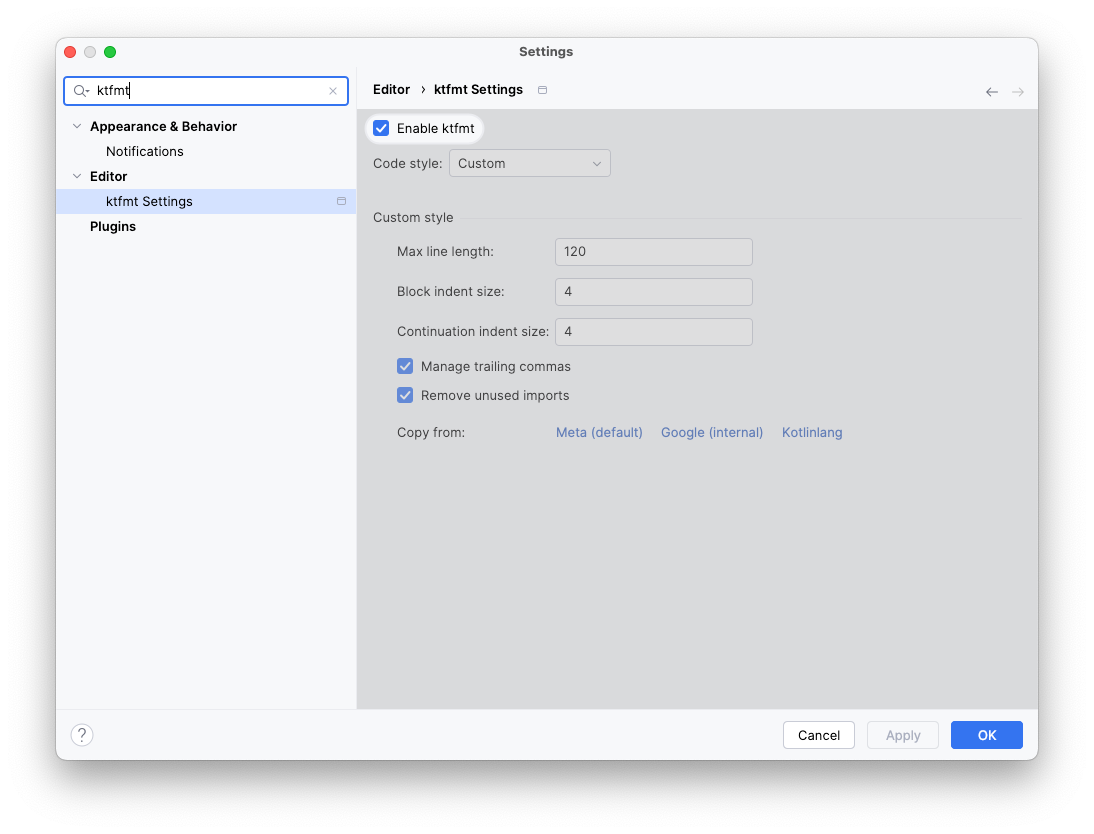 Settings
ktfmt
Appearance & Behavior
Notifications
Editor
ktfmt Settings
Plugins
Editor › ktfmt Settings
Enable ktfmt
Code style: Custom
Custom style
Max line length: 120
Block indent size: 4
Continuation indent size: 4
Manage trailing commas
Remove unused imports
Copy from: Meta (default) Google (internal) Kotlinlang
? Cancel Apply OK